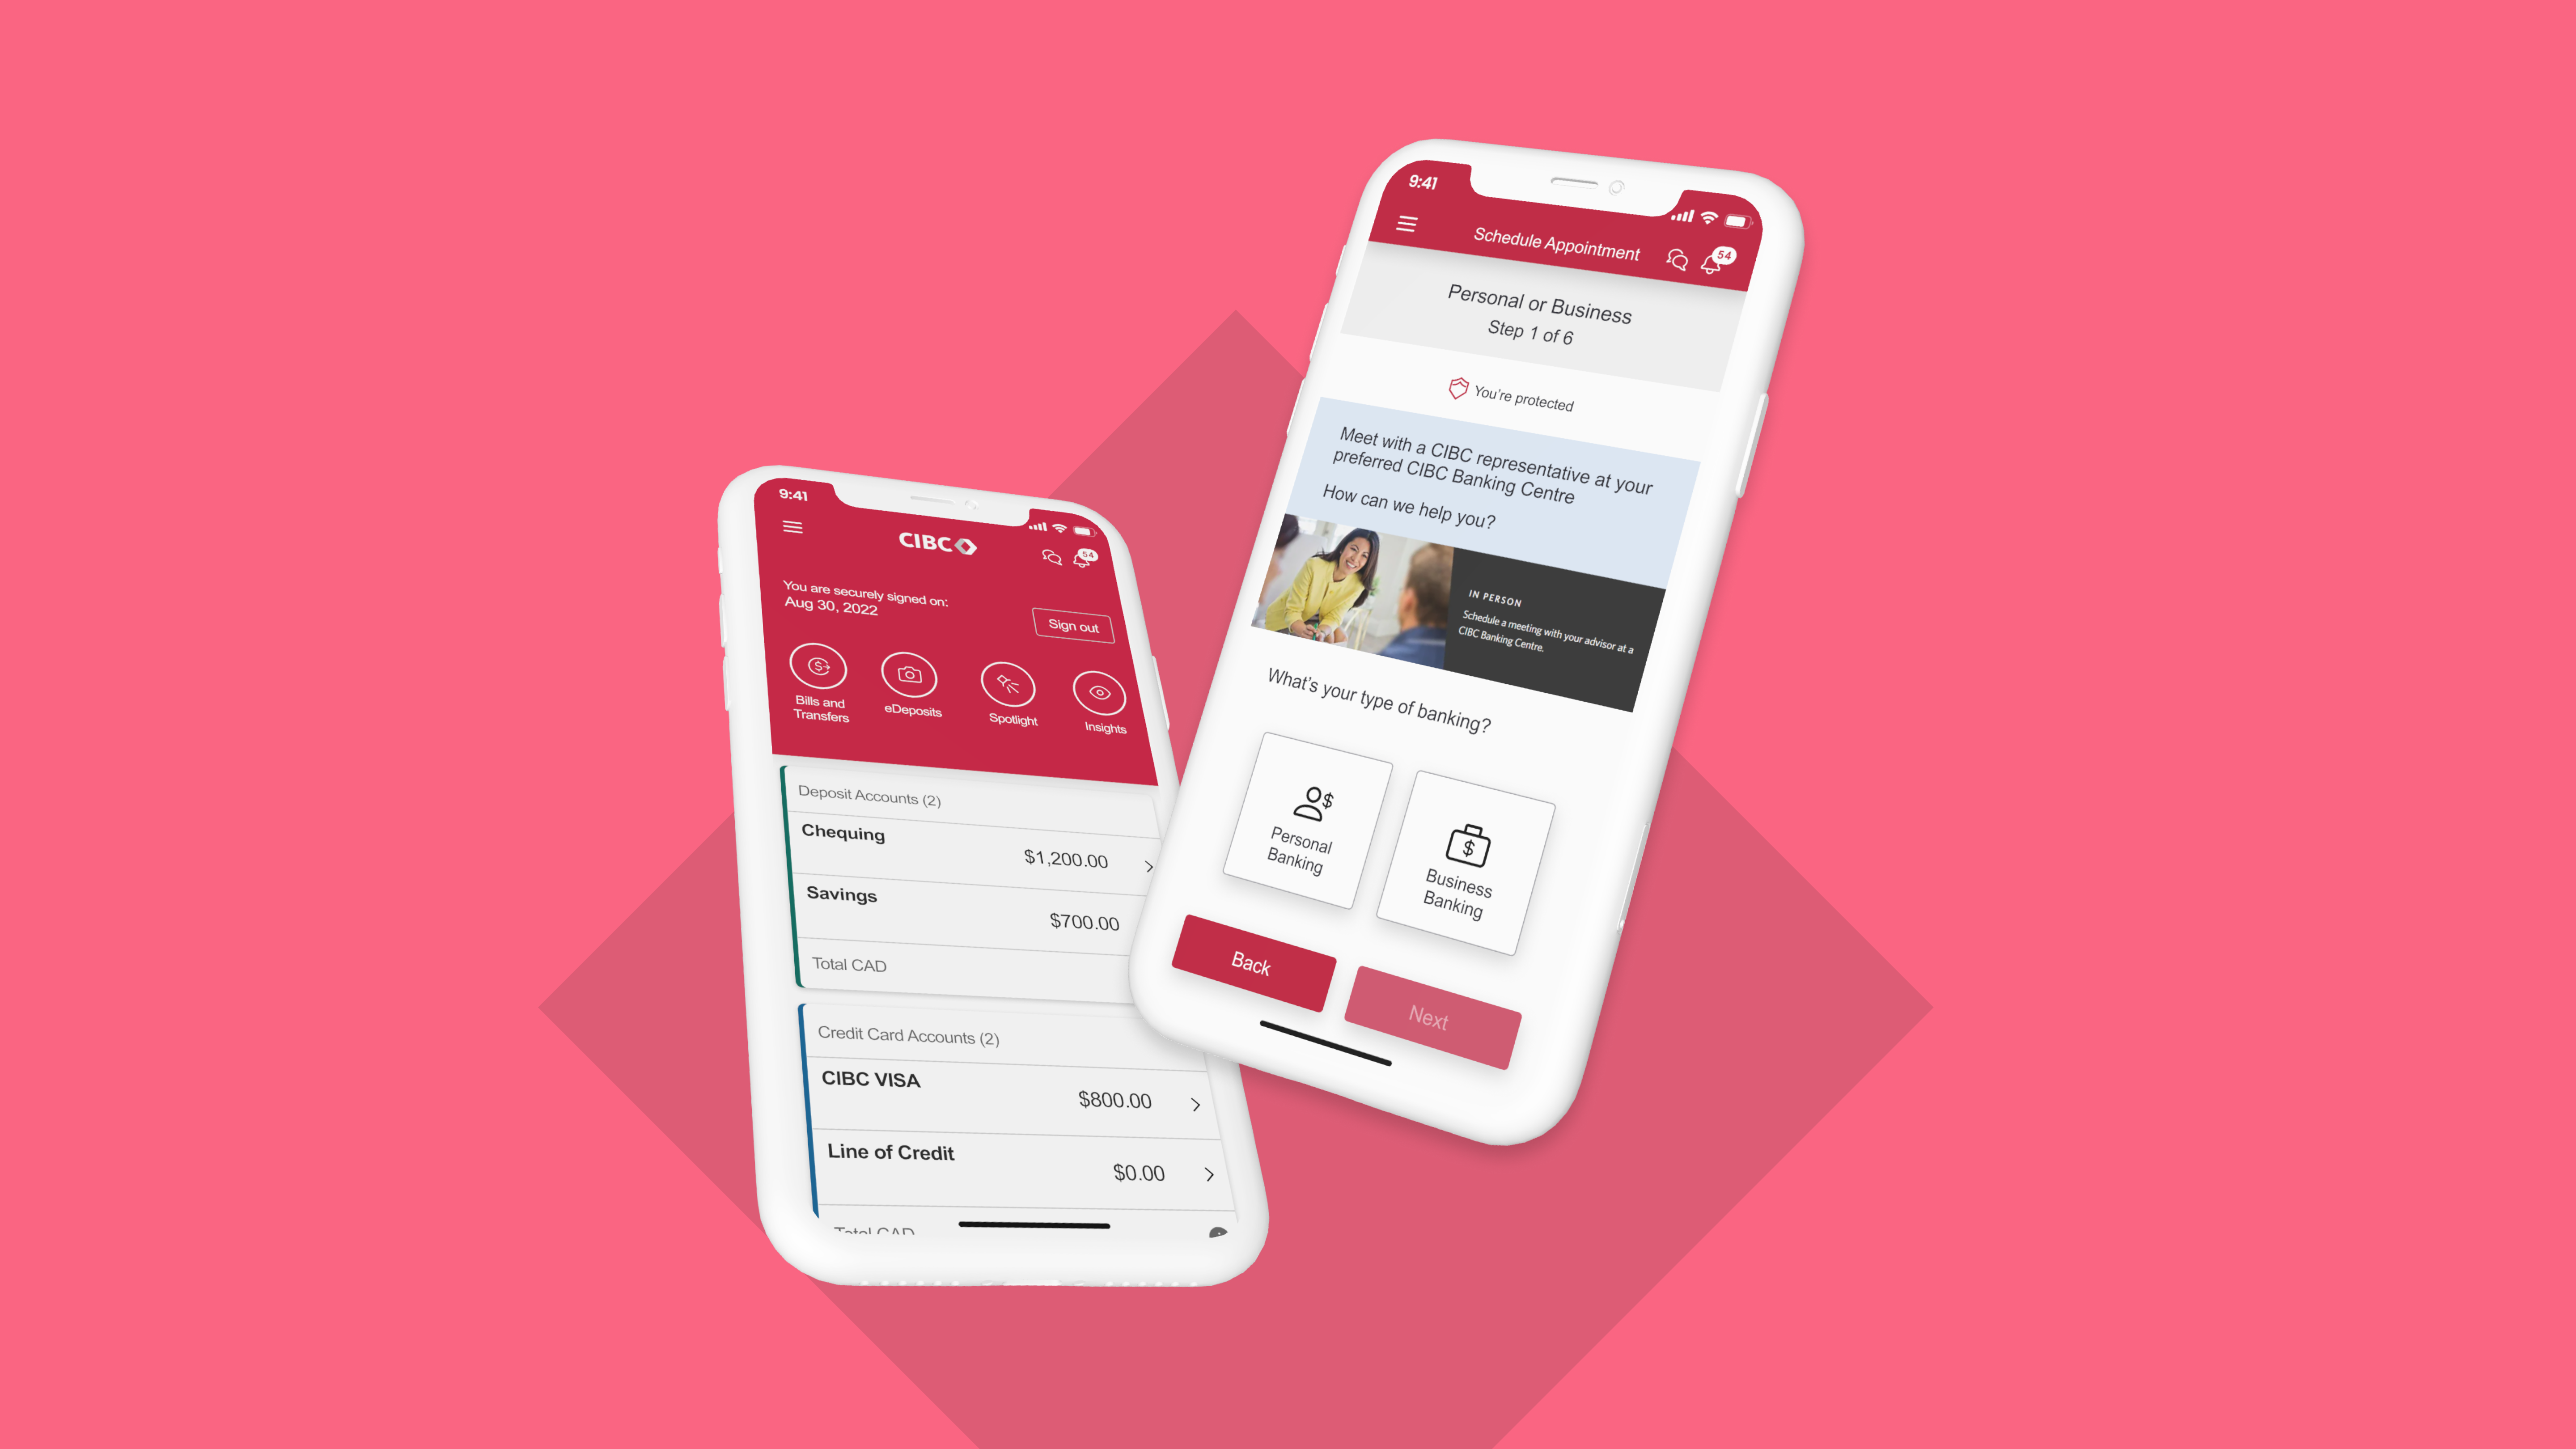 9:41
CIBC
54
You are securely signed on:
Aug 30, 2022
Sign out
Bills and
Transfers
eDeposits
Spotlight
Insights
Deposit Accounts (2)
Chequing
$1,200.00
Savings
$700.00
Total CAD
Credit Card Accounts (2)
CIBC VISA
$800.00
Line of Credit
$0.00
Total CAD
9:41
Schedule Appointment
54
Personal or Business
Step 1 of 6
You're protected
Meet with a CIBC representative at your
preferred CIBC Banking Centre
How can we help you?
IN PERSON
Schedule a meeting with your advisor at a
CIBC Banking Centre.
What's your type of banking?
Personal
Banking
Business
Banking
Back
Next